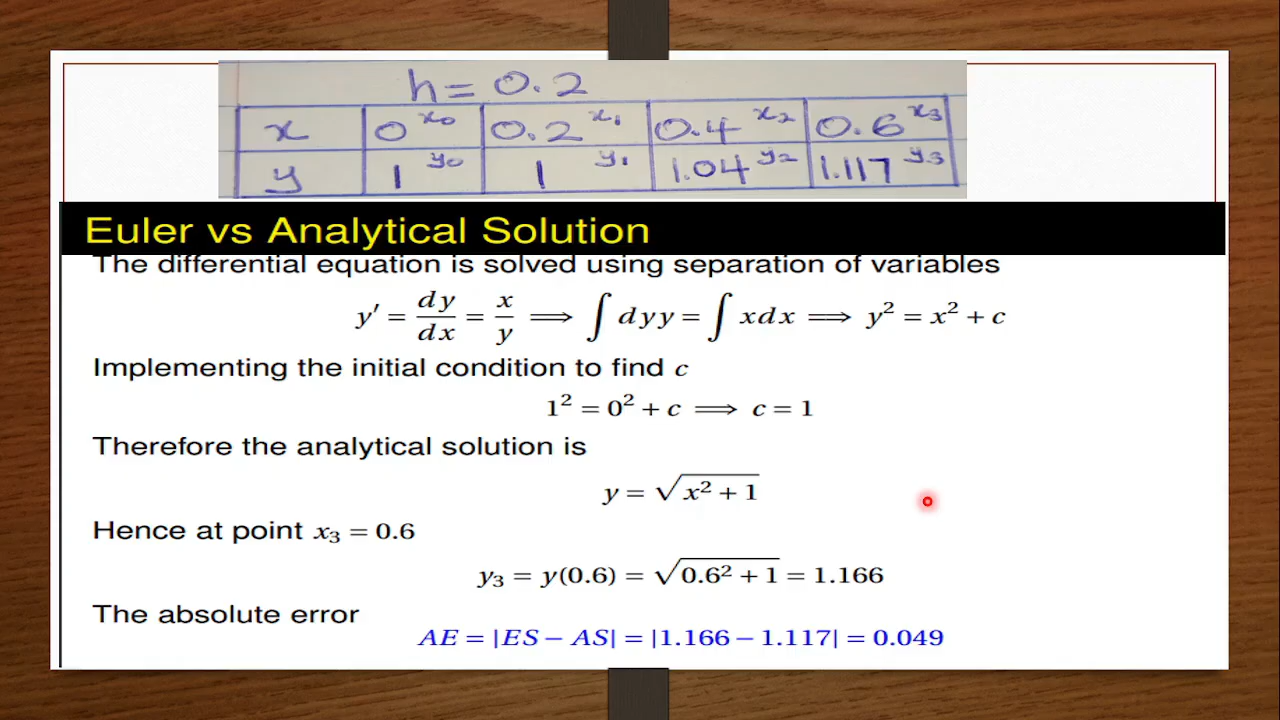 h = 0.2
x 0 x₀ 0.2 x₁ 0.4 x₂ 0.6 x₃
y 1 y₀ 1 y₁ 1.04 y₂ 1.117 y₃
Euler vs Analytical Solution
The differential equation is solved using separation of variables
y′ = dy/dx = x/y ⟹ ∫ dyy = ∫ xdx ⟹ y² = x² + c
Implementing the initial condition to find c
1² = 0² + c ⟹ c = 1
Therefore the analytical solution is
y = √(x² + 1)
Hence at point x₃ = 0.6
y₃ = y(0.6) = √(0.6² + 1) = 1.166
The absolute error
AE = |ES − AS| = |1.166 − 1.117| = 0.049